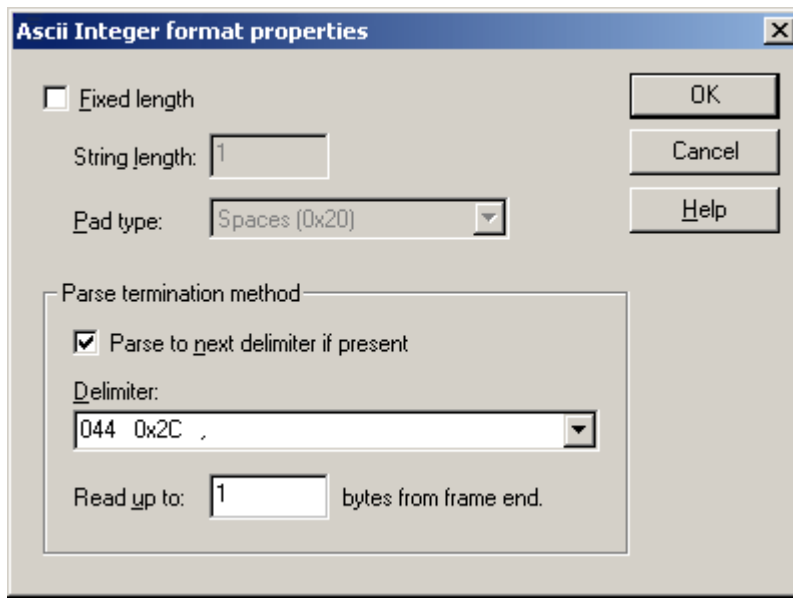 Ascii Integer format properties
Fixed length
OK
String length: 1
Cancel
Pad type: Spaces (0x20)
Help
Parse termination method
Parse to next delimiter if present
Delimiter:
044 0x2C ,
Read up to: 1 bytes from frame end.